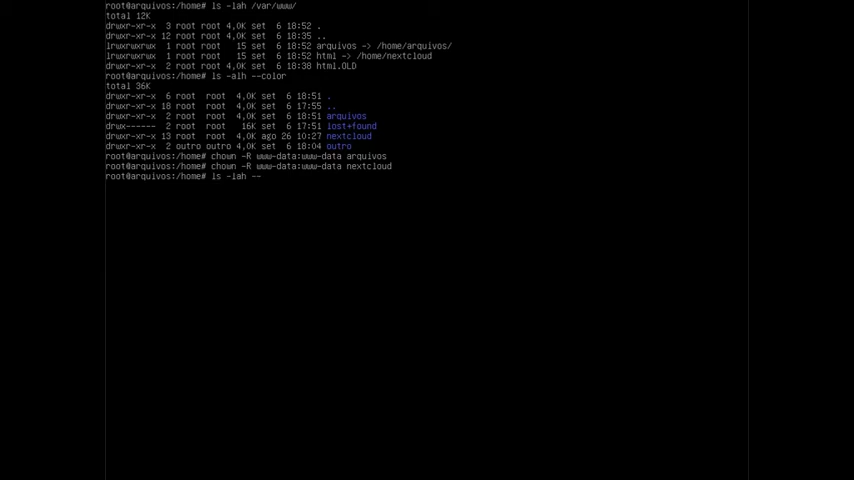 root@arquivos:/home# ls -lah /var/www/
total 12K
drwxr-xr-x  3 root root 4,0K set  6 18:52 .
drwxr-xr-x 12 root root 4,0K set  6 18:35 ..
lrwxrwxrwx  1 root root   15 set  6 18:52 arquivos -> /home/arquivos/
lrwxrwxrwx  1 root root   15 set  6 18:52 html -> /home/nextcloud
drwxr-xr-x  2 root root 4,0K set  6 18:38 html.OLD
root@arquivos:/home# ls -alh --color
total 36K
drwxr-xr-x  6 root  root  4,0K set  6 18:51 .
drwxr-xr-x 18 root  root  4,0K set  6 17:55 ..
drwxr-xr-x  2 root  root  4,0K set  6 18:51 arquivos
drwx------  2 root  root   16K set  6 17:51 lost+found
drwxr-xr-x 13 root  root  4,0K ago 26 10:27 nextcloud
drwxr-xr-x  2 outro outro 4,0K set  6 18:04 outro
root@arquivos:/home# chown -R www-data:www-data arquivos
root@arquivos:/home# chown -R www-data:www-data nextcloud
root@arquivos:/home# ls -lah --